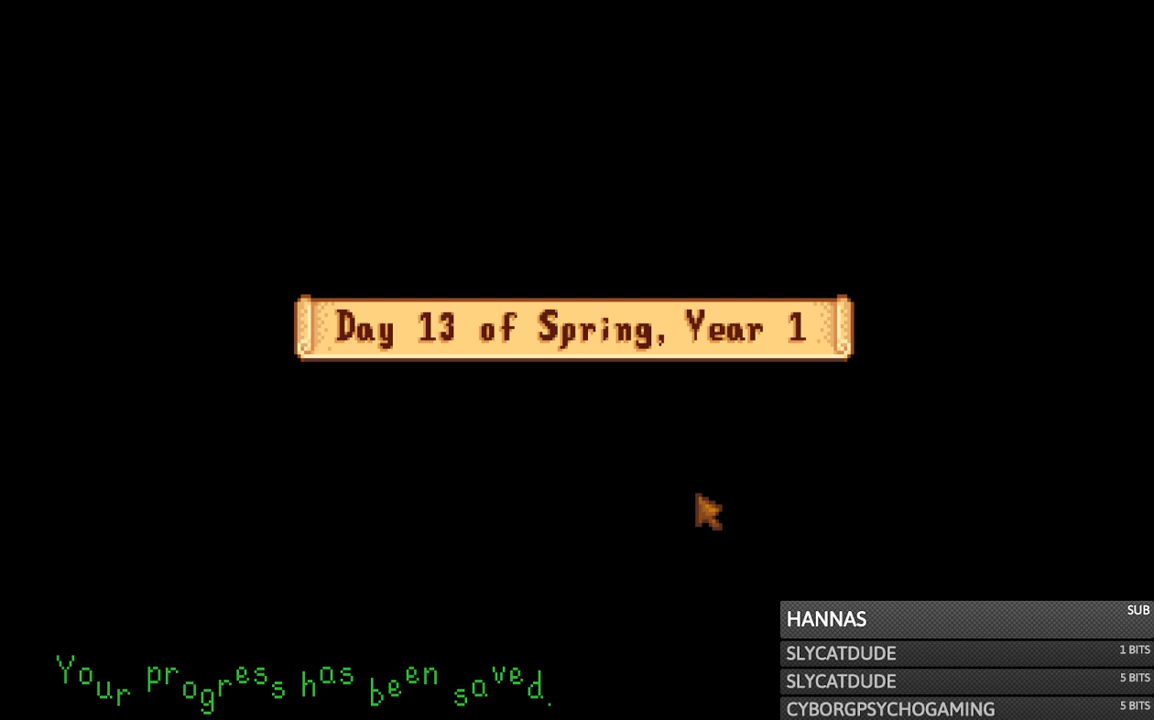 Day 13 of Spring, Year 1
HANNAS SUB
SLYCATDUDE 1 BITS
SLYCATDUDE 5 BITS
CYBORGPSYCHOGAMING 5 BITS
Your progress has been saved.